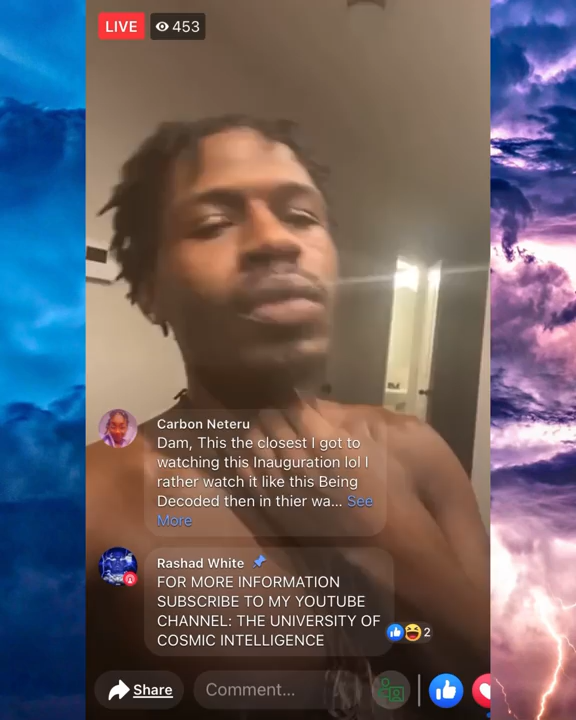 LIVE 453
Carbon Neteru
Dam, This the closest I got to
watching this Inauguration lol I
rather watch it like this Being
Decoded then in thier wa... See
More
Rashad White
FOR MORE INFORMATION
SUBSCRIBE TO MY YOUTUBE
CHANNEL: THE UNIVERSITY OF
COSMIC INTELLIGENCE
2
Share Comment...